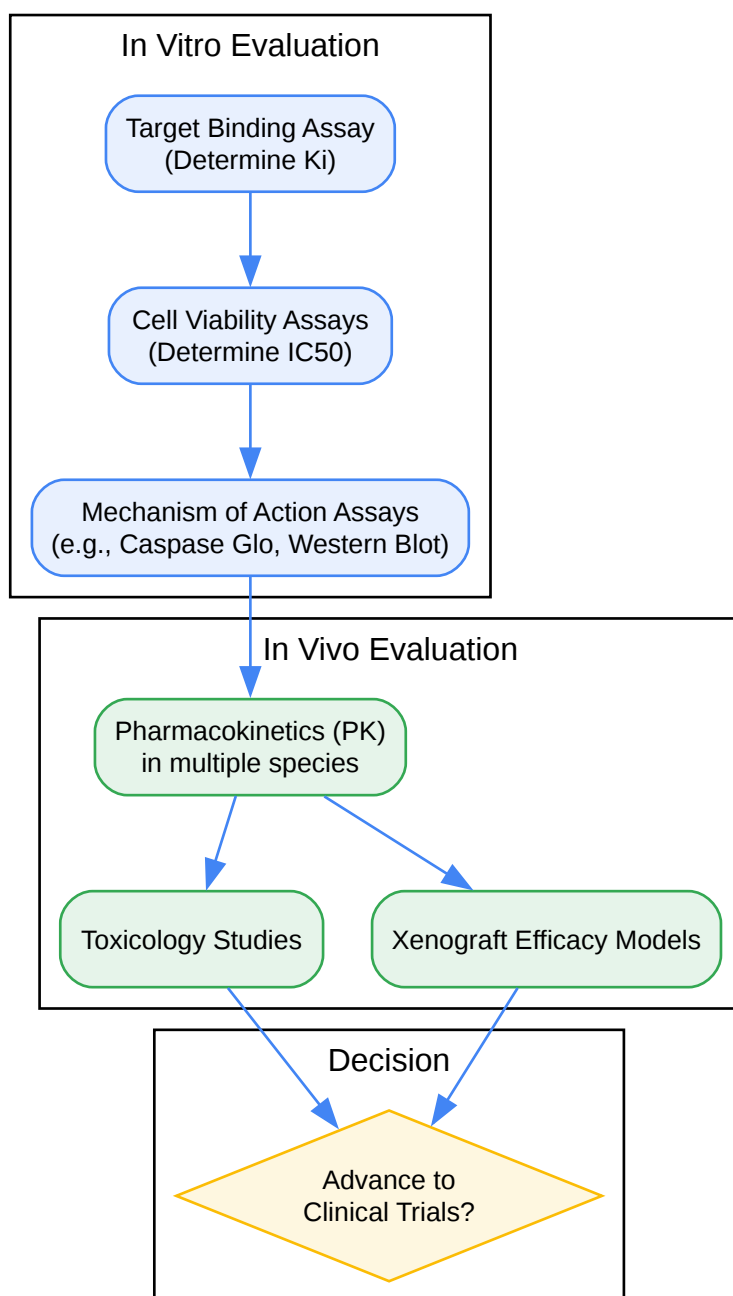 In Vitro Evaluation
Target Binding Assay
(Determine Ki)
Cell Viability Assays
(Determine IC50)
Mechanism of Action Assays
(e.g., Caspase Glo, Western Blot)
In Vivo Evaluation
Pharmacokinetics (PK)
in multiple species
Toxicology Studies
Xenograft Efficacy Models
Decision
Advance to
Clinical Trials?